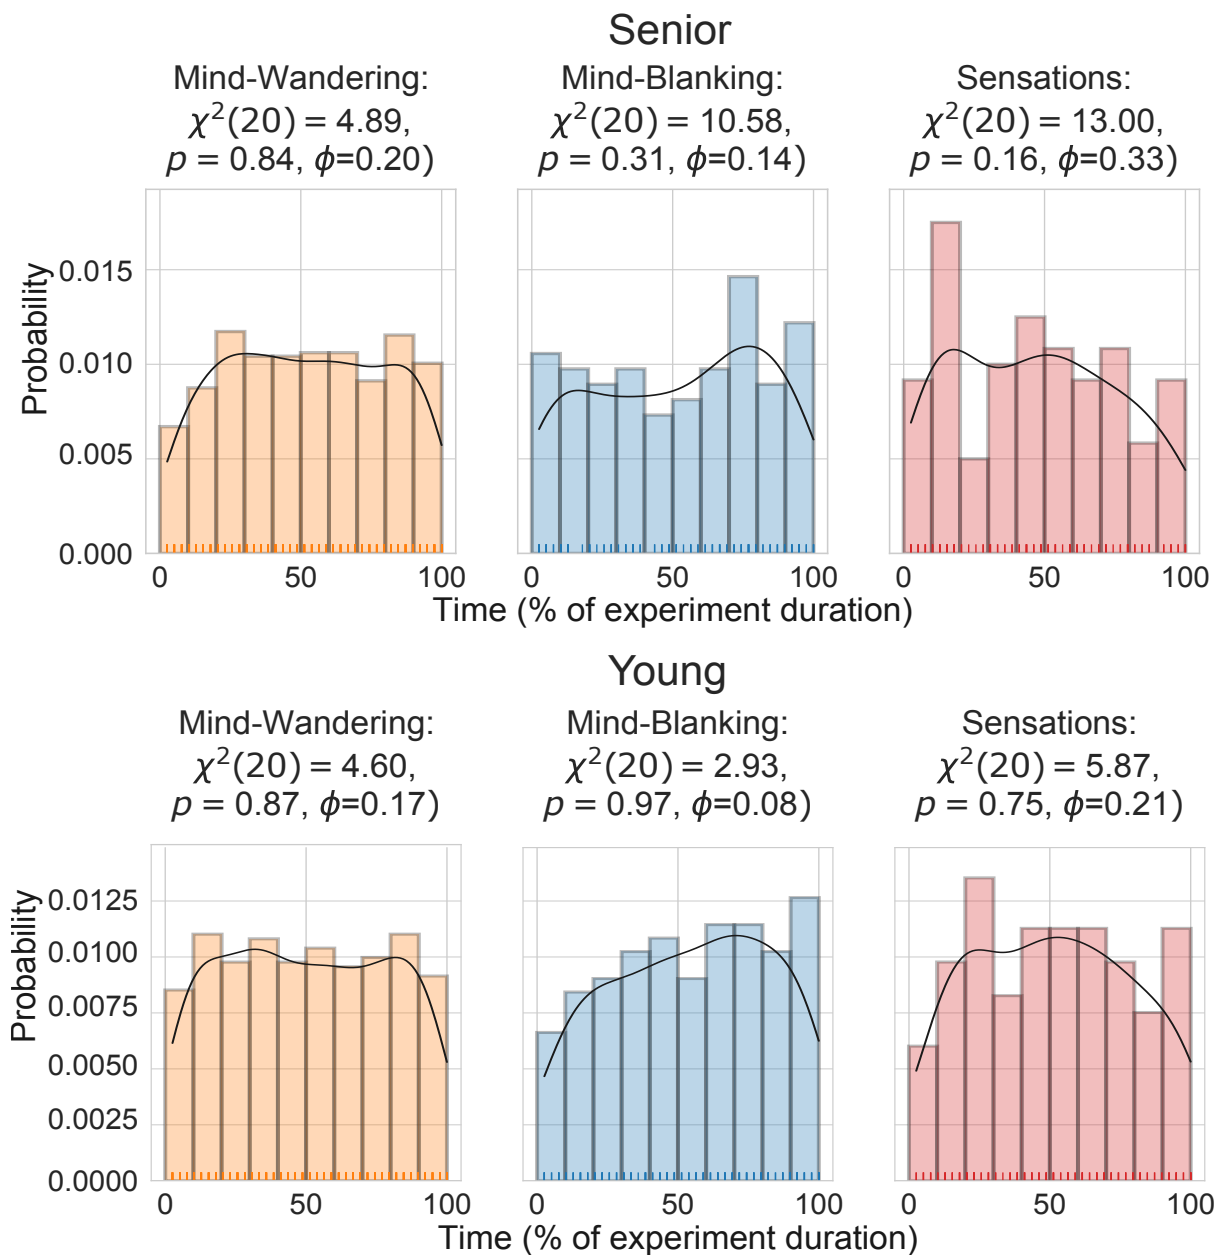 Senior
Mind-Wandering:
χ²(20) = 4.89,
p = 0.84, ϕ=0.20)
Mind-Blanking:
χ²(20) = 10.58,
p = 0.31, ϕ=0.14)
Sensations:
χ²(20) = 13.00,
p = 0.16, ϕ=0.33)
Probability
0.015
0.010
0.005
0.000
0 50 100
0 50 100
0 50 100
Time (% of experiment duration)
Young
Mind-Wandering:
χ²(20) = 4.60,
p = 0.87, ϕ=0.17)
Mind-Blanking:
χ²(20) = 2.93,
p = 0.97, ϕ=0.08)
Sensations:
χ²(20) = 5.87,
p = 0.75, ϕ=0.21)
Probability
0.0125
0.0100
0.0075
0.0050
0.0025
0.0000
0 50 100
0 50 100
0 50 100
Time (% of experiment duration)